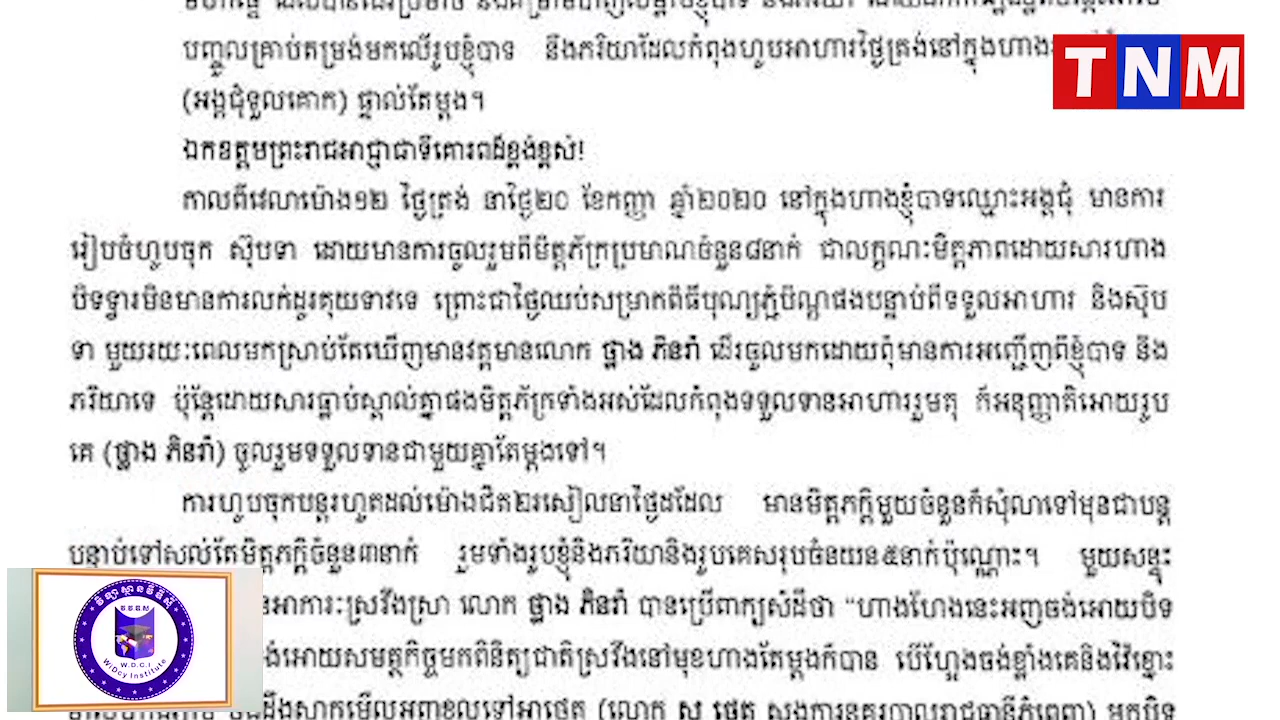 បញ្ចូលគ្រាប់តម្រង់មកលើរូបខ្ញុំបាទ នឹងភរិយាដែលកំពុងហូបអាហារថ្ងៃត្រង់នៅក្នុងហាង
TNM
(អង្គជុំទួលគោក) ផ្ទាល់តែម្តង។
ឯកឧត្តមព្រះរាជអាជ្ញាជាទីគោរពដ៏ខ្ពង់ខ្ពស់!
កាលពីវេលាម៉ោង១២ ថ្ងៃត្រង់ នាថ្ងៃ២០ ខែកញ្ញា ឆ្នាំ២០២០ នៅក្នុងហាងខ្ញុំបាទឈ្មោះអង្គជុំ មានការ
រៀបចំហូបចុក ស៊ុបទា ដោយមានការចូលរួមពីមិត្តភ័ក្រប្រមាណចំនួន៨នាក់ ជាលក្ខណៈមិត្តភាពដោយសារហាង
បិទទ្វារមិនមានការលក់ដូរគុយទាវទេ ព្រោះជាថ្ងៃឈប់សម្រាកពិធីបុណ្យភ្ជុំបិណ្ឌផងបន្ទាប់ពីទទួលអាហារ និងស៊ុប
ទា មួយរយៈពេលមកស្រាប់តែឃើញមានវត្តមានលោក ផ្លាង ភិនរ៉ា ដើរចូលមកដោយពុំមានការអញ្ជើញពីខ្ញុំបាទ នឹង
ភរិយាទេ ប៉ុន្តែដោយសារធ្លាប់ស្គាល់គ្នាផងមិត្តភ័ក្រទាំងអស់ដែលកំពុងទទួលទានអាហាររួមតុ ក៏អនុញ្ញាតិអោយរូប
គេ (ផ្លាង ភិនរ៉ា) ចូលរួមទទួលទានជាមួយគ្នាតែម្តងទៅ។
ការហូបចុកបន្តរហូតដល់ម៉ោងជិត២រសៀលនាថ្ងៃដដែល មានមិត្តភក្តិមួយចំនួនក៏សុំលាទៅមុនជាបន្ត
បន្ទាប់ទៅសល់តែមិត្តភក្តិចំនួន៣នាក់ រួមទាំងរូបខ្ញុំនិងភរិយានិងរូបគេសរុបចំនយន៥នាក់ប៉ុណ្ណោះ។ មួយសន្ទុះ
អាការៈស្រវឹងស្រា លោក ផ្លាង ភិនរ៉ា បានប្រើពាក្យសំដីថា “ហាងហែងនេះអញចង់អោយបិទ
អោយសមត្ថកិច្ចមកពិនិត្យជាតិស្រវឹងនៅមុខហាងតែម្តងក៏បាន បើហ្អែងចង់ខ្លាំងគេនិងវ៉ៃខ្នោះ
វិទ្យាស្ថានវីឌីស៊ី
W.D.C.I
WiDcy Institute